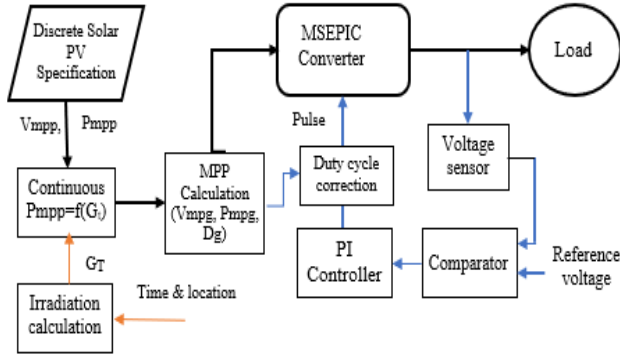 Discrete Solar
PV
Specification
MSEPIC
Converter
Load
Vmpp, Pmpp
Pulse
Continuous
Pmpp=f(Gt)
MPP
Calculation
(Vmpg, Pmpg,
Dg)
Duty cycle
correction
Voltage
sensor
PI
Controller
Comparator
Reference
voltage
GT
Irradiation
calculation
Time & location